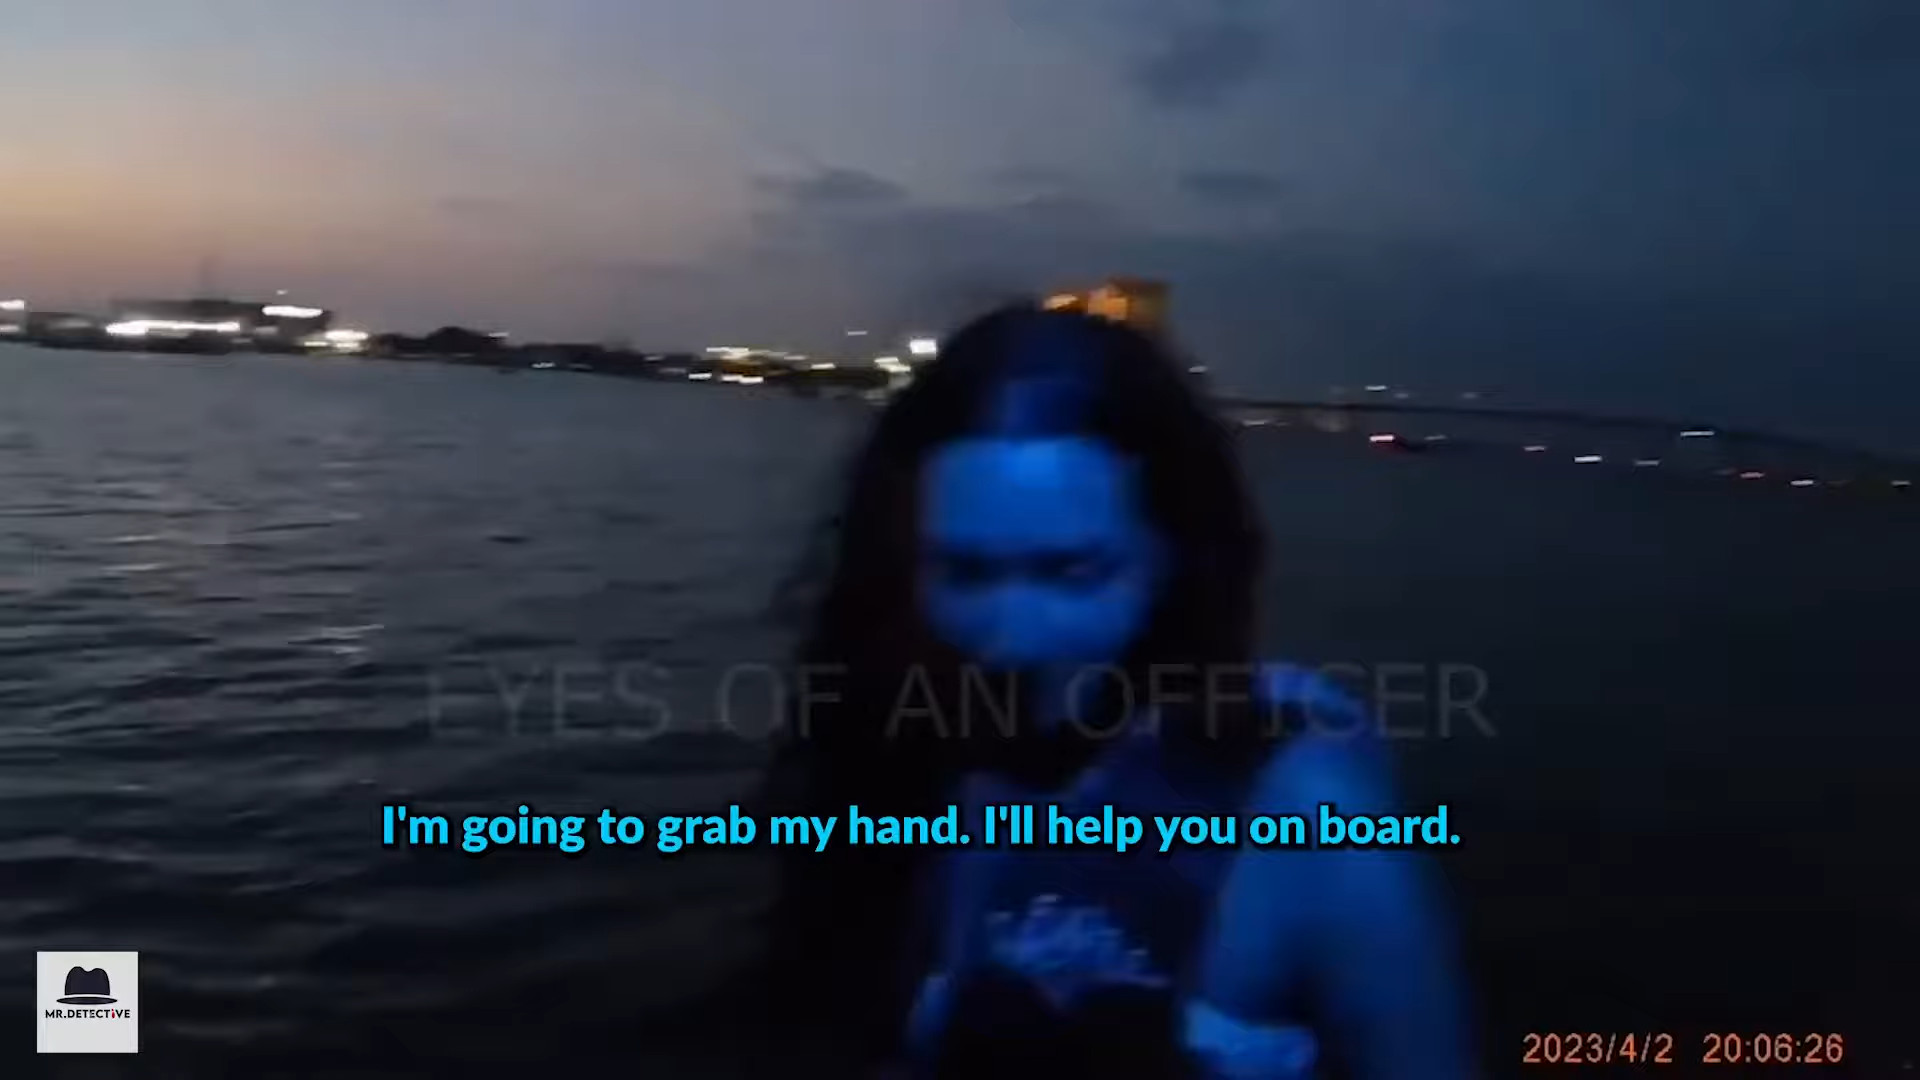 EYES OF AN OFFICER
I'm going to grab my hand. I'll help you on board.
MR.DETECTiVE
2023/4/2 20:06:26